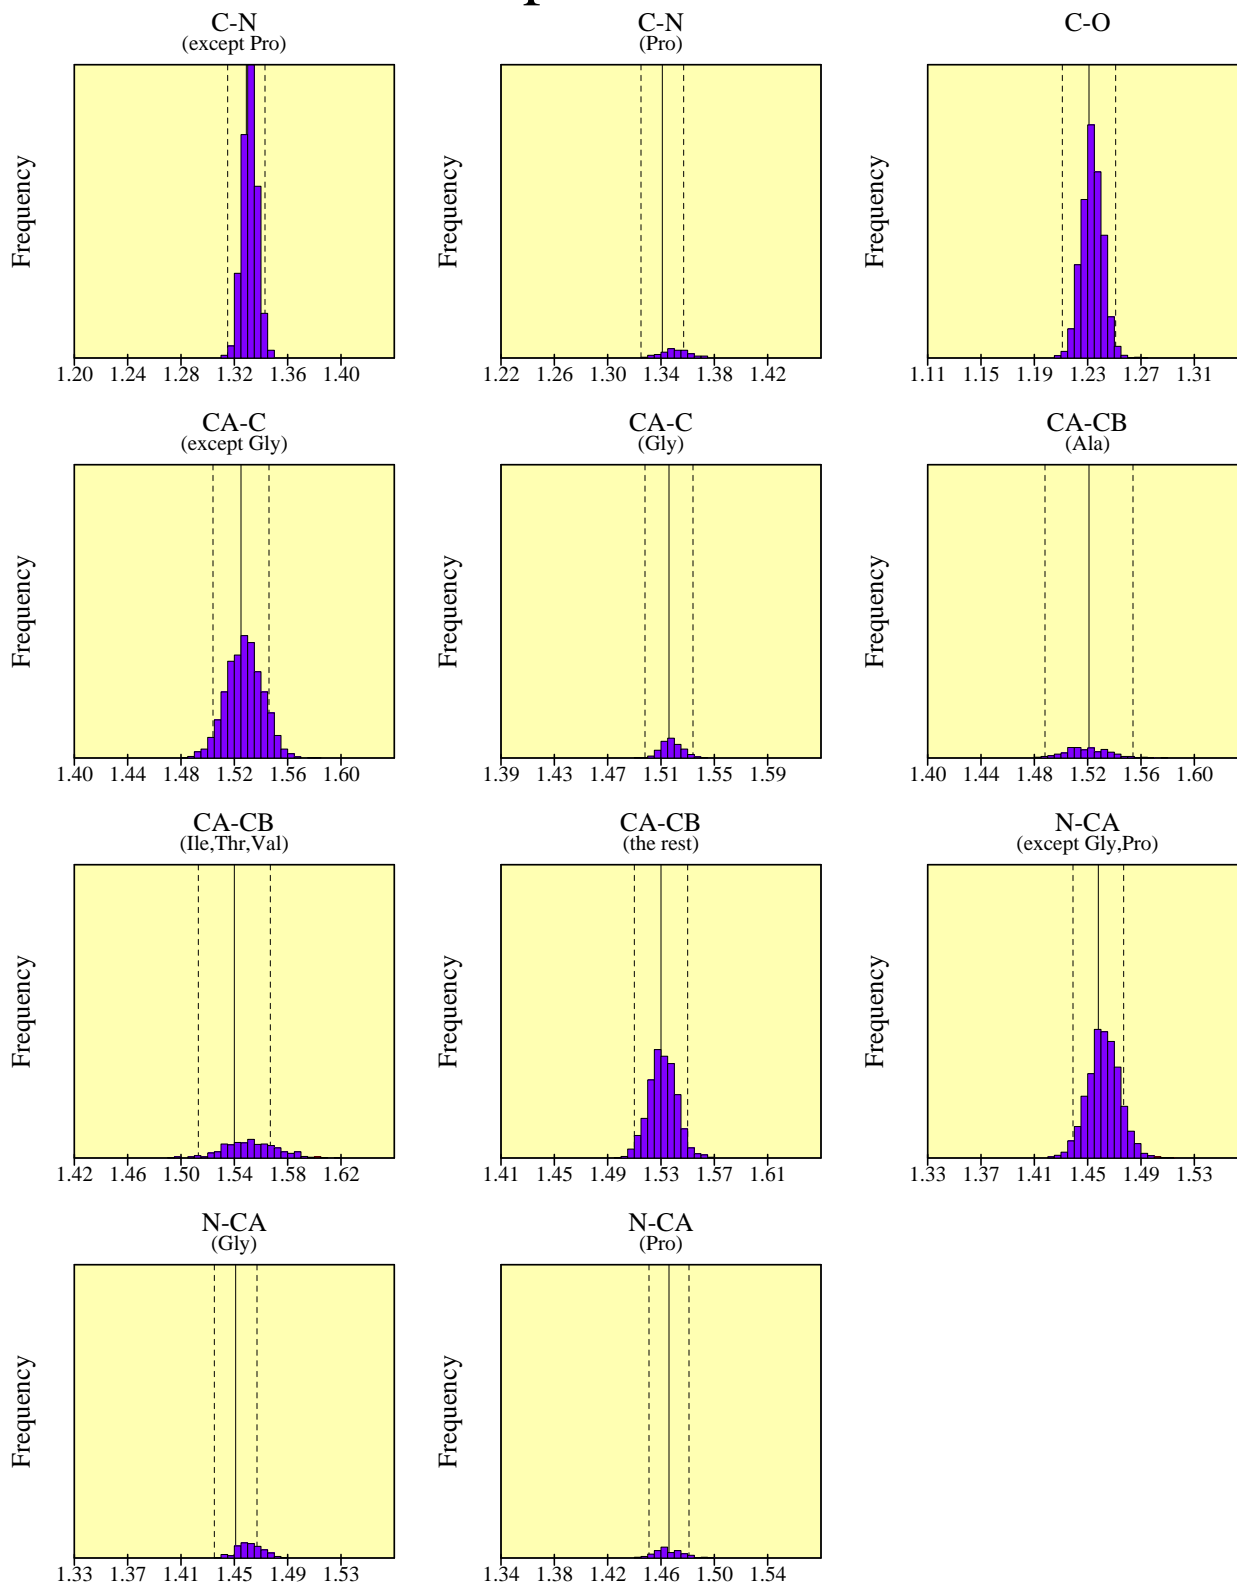 C-N
(except Pro)
C-N
(Pro)
C-O
Frequency
Frequency
Frequency
1.20 1.24 1.28 1.32 1.36 1.40
1.22 1.26 1.30 1.34 1.38 1.42
1.11 1.15 1.19 1.23 1.27 1.31
CA-C
(except Gly)
CA-C
(Gly)
CA-CB
(Ala)
Frequency
Frequency
Frequency
1.40 1.44 1.48 1.52 1.56 1.60
1.39 1.43 1.47 1.51 1.55 1.59
1.40 1.44 1.48 1.52 1.56 1.60
CA-CB
(Ile,Thr,Val)
CA-CB
(the rest)
N-CA
(except Gly,Pro)
Frequency
Frequency
Frequency
1.42 1.46 1.50 1.54 1.58 1.62
1.41 1.45 1.49 1.53 1.57 1.61
1.33 1.37 1.41 1.45 1.49 1.53
N-CA
(Gly)
N-CA
(Pro)
Frequency
Frequency
1.33 1.37 1.41 1.45 1.49 1.53
1.34 1.38 1.42 1.46 1.50 1.54